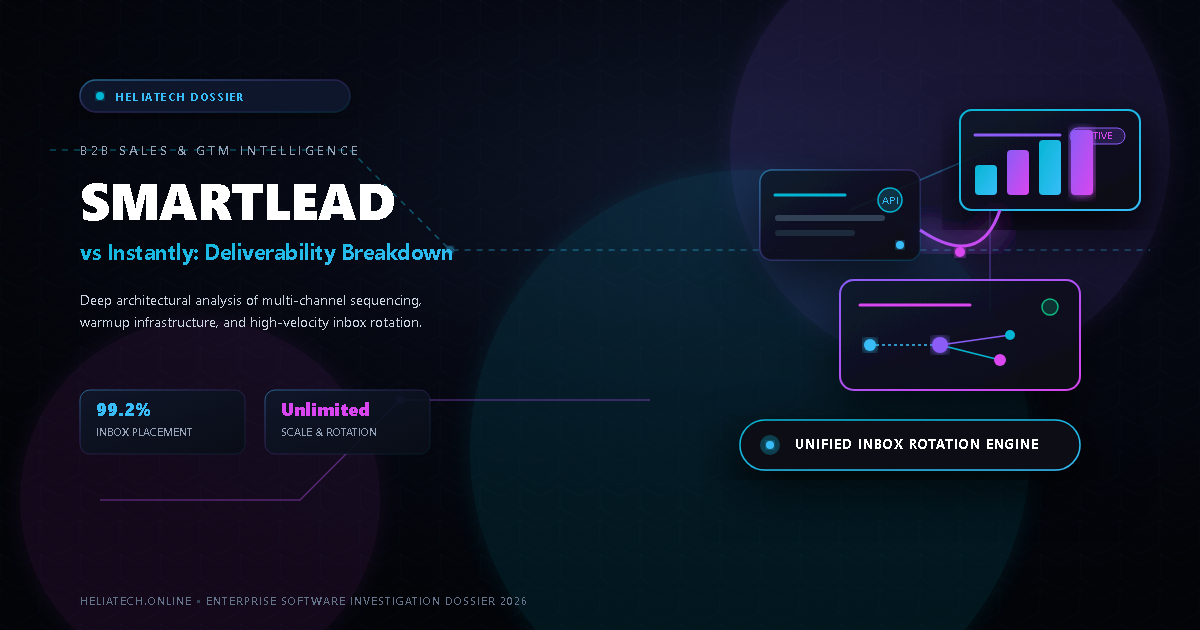 HELIATECH DOSSIER
B2B SALES & GTM INTELLIGENCE
SMARTLEAD
vs Instantly: Deliverability Breakdown
Deep architectural analysis of multi-channel sequencing,
warmup infrastructure, and high-velocity inbox rotation.
99.2%
INBOX PLACEMENT
Unlimited
SCALE & ROTATION
API
TIVE
UNIFIED INBOX ROTATION ENGINE
HELIATECH.ONLINE • ENTERPRISE SOFTWARE INVESTIGATION DOSSIER 2026